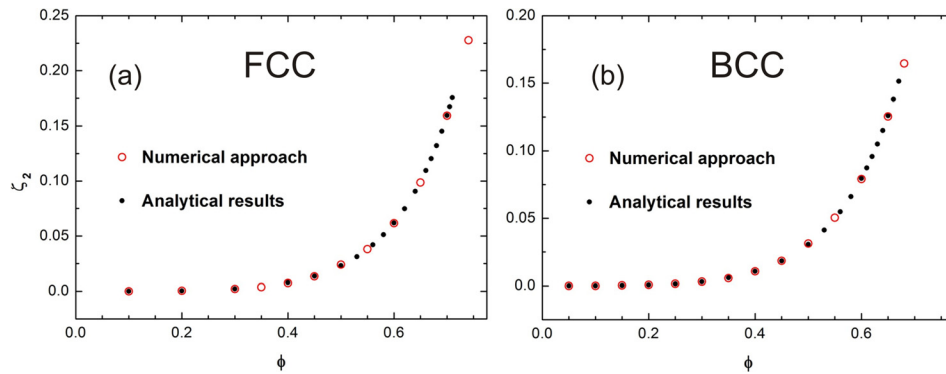 0.25
0.20
0.15
0.10
0.05
0.00
ζ₂
(a)
FCC
Numerical approach
Analytical results
0.0
0.2
0.4
0.6
ϕ
0.20
0.15
0.10
0.05
0.00
(b)
BCC
Numerical approach
Analytical results
0.0
0.2
0.4
0.6
ϕ